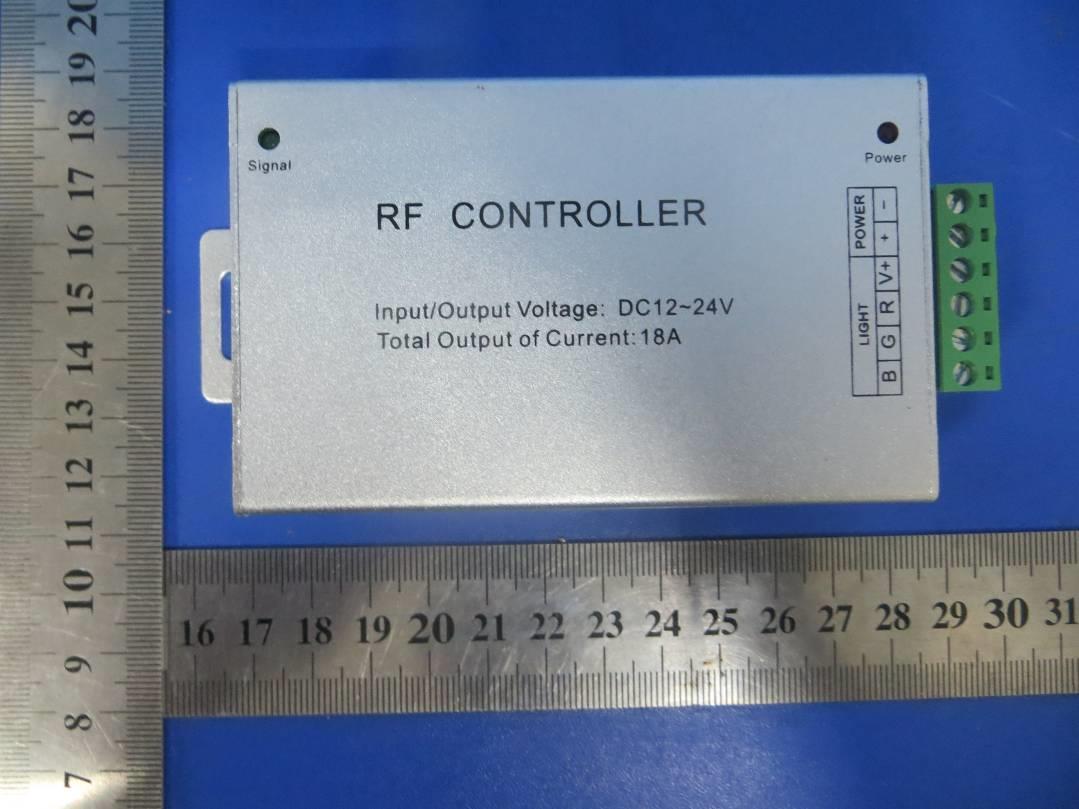 Signal
Power
RF CONTROLLER
Input/Output Voltage: DC12~24V
Total Output of Current:18A
POWER
- +
LIGHT
V+ R G B
20
19
18
17
16
15
14
13
12
11
10
9
8
7
16 17 18 19 20 21 22 23 24 25 26 27 28 29 30 31